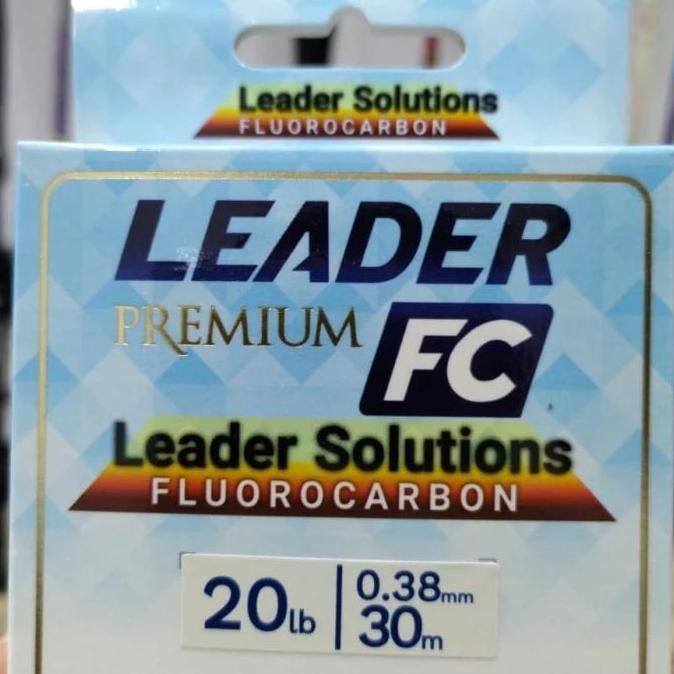 Leader Solutions
FLUOROCARBON
LEADER
PREMIUM FC
Leader Solutions
FLUOROCARBON
20lb 0.38mm
30m